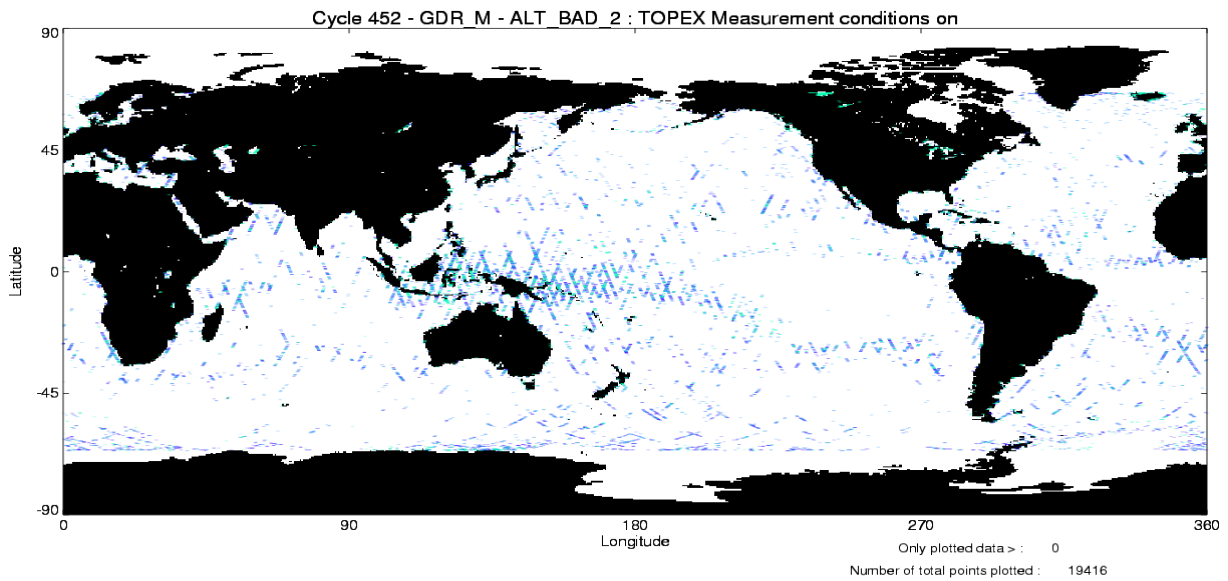 Cycle 452 - GDR_M - ALT_BAD_2 : TOPEX Measurement conditions on
90
45
0
-45
-90
Latitude
0 90 180 270 360
Longitude
Only plotted data > : 0
Number of total points plotted : 19416